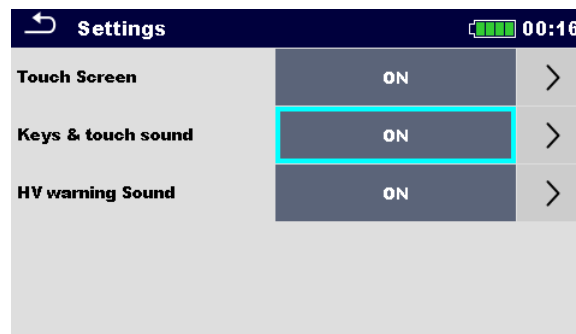 Settings 00:16
Touch Screen ON
Keys & touch sound ON
HV warning Sound ON